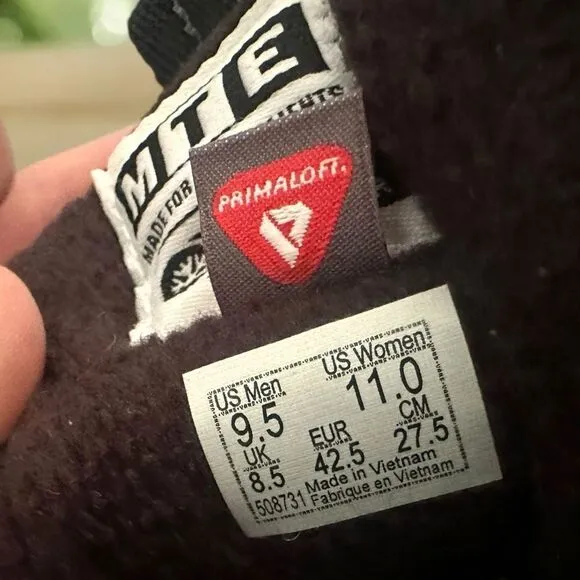 MTE
MADE FOR
PRIMALOFT®
US Men US Women
9.5 11.0
UK EUR CM
8.5 42.5 27.5
Made in Vietnam
508731 Fabrique en Vietnam